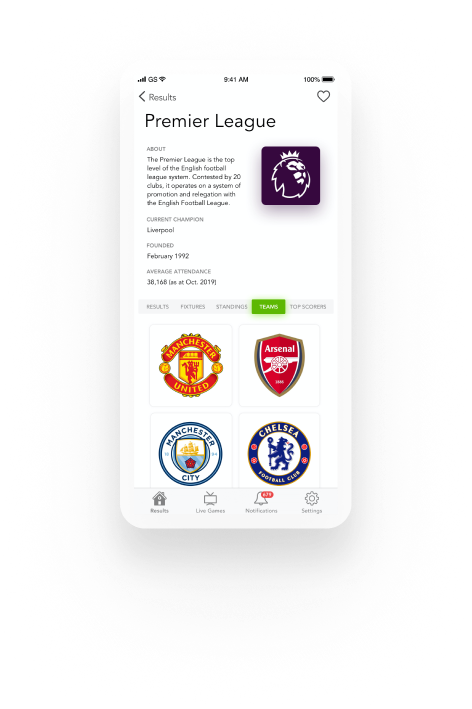 GS 9:41 AM 100%
Results
Premier League
ABOUT
The Premier League is the top
level of the English football
league system. Contested by 20
clubs, it operates on a system of
promotion and relegation with
the English Football League.
CURRENT CHAMPION
Liverpool
FOUNDED
February 1992
AVERAGE ATTENDANCE
38,168 (as at Oct. 2019)
RESULTS FIXTURES STANDINGS TEAMS TOP SCORERS
MANCHESTER
UNITED
Arsenal
MANCHESTER
18 94
CITY
CHELSEA
FOOTBALL CLUB
Results Live Games Notifications Settings